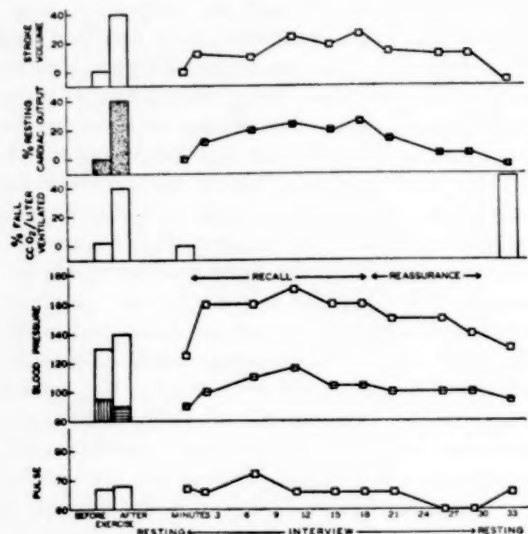 STROKE
VOLUME
40
20
0
% RESTING
CARDIAC OUTPUT
40
20
0
% FALL
CC O2/LITER
VENTILATED
40
20
0
RECALL REASSURANCE
BLOOD PRESSURE
180
160
140
120
100
80
PULSE
80
70
60
BEFORE AFTER
EXERCISE
MINUTES 3 6 9 12 15 18 21 24 27 30 33
RESTING INTERVIEW RESTING